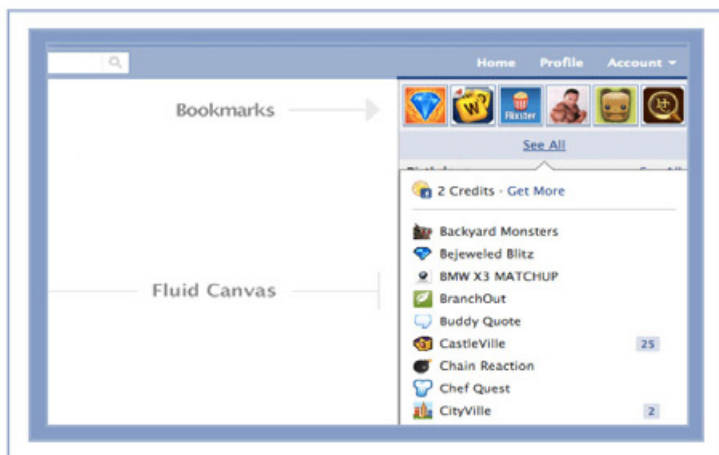 Home Profile Account
Bookmarks
W?
Flixster
See All
2 Credits · Get More
Backyard Monsters
Bejeweled Blitz
BMW X3 MATCHUP
BranchOut
Fluid Canvas
Buddy Quote
CastleVille 25
Chain Reaction
Chef Quest
CityVille 2